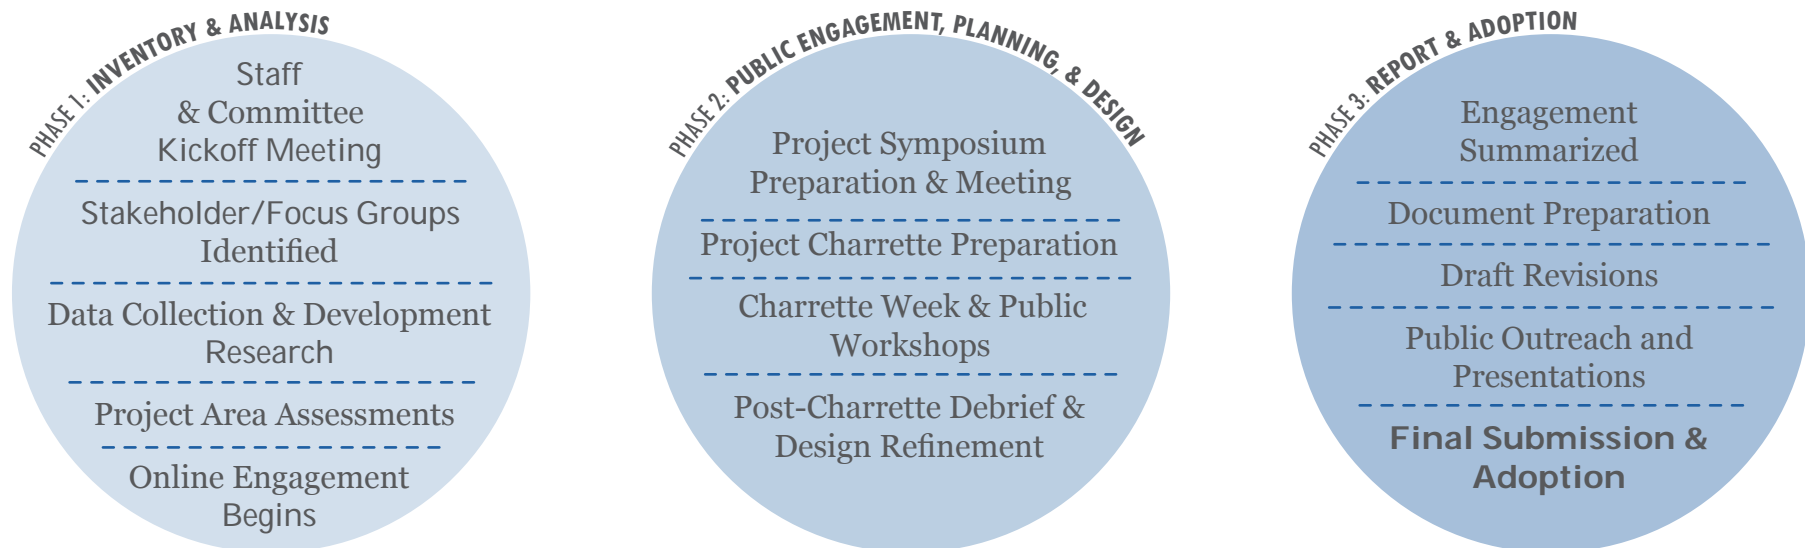 PHASE 1: INVENTORY & ANALYSIS
Staff
& Committee
Kickoff Meeting
Stakeholder/Focus Groups
Identified
Data Collection & Development
Research
Project Area Assessments
Online Engagement
Begins
PHASE 2: PUBLIC ENGAGEMENT, PLANNING, & DESIGN
Project Symposium
Preparation & Meeting
Project Charrette Preparation
Charrette Week & Public
Workshops
Post-Charrette Debrief &
Design Refinement
PHASE 3: REPORT & ADOPTION
Engagement
Summarized
Document Preparation
Draft Revisions
Public Outreach and
Presentations
Final Submission &
Adoption